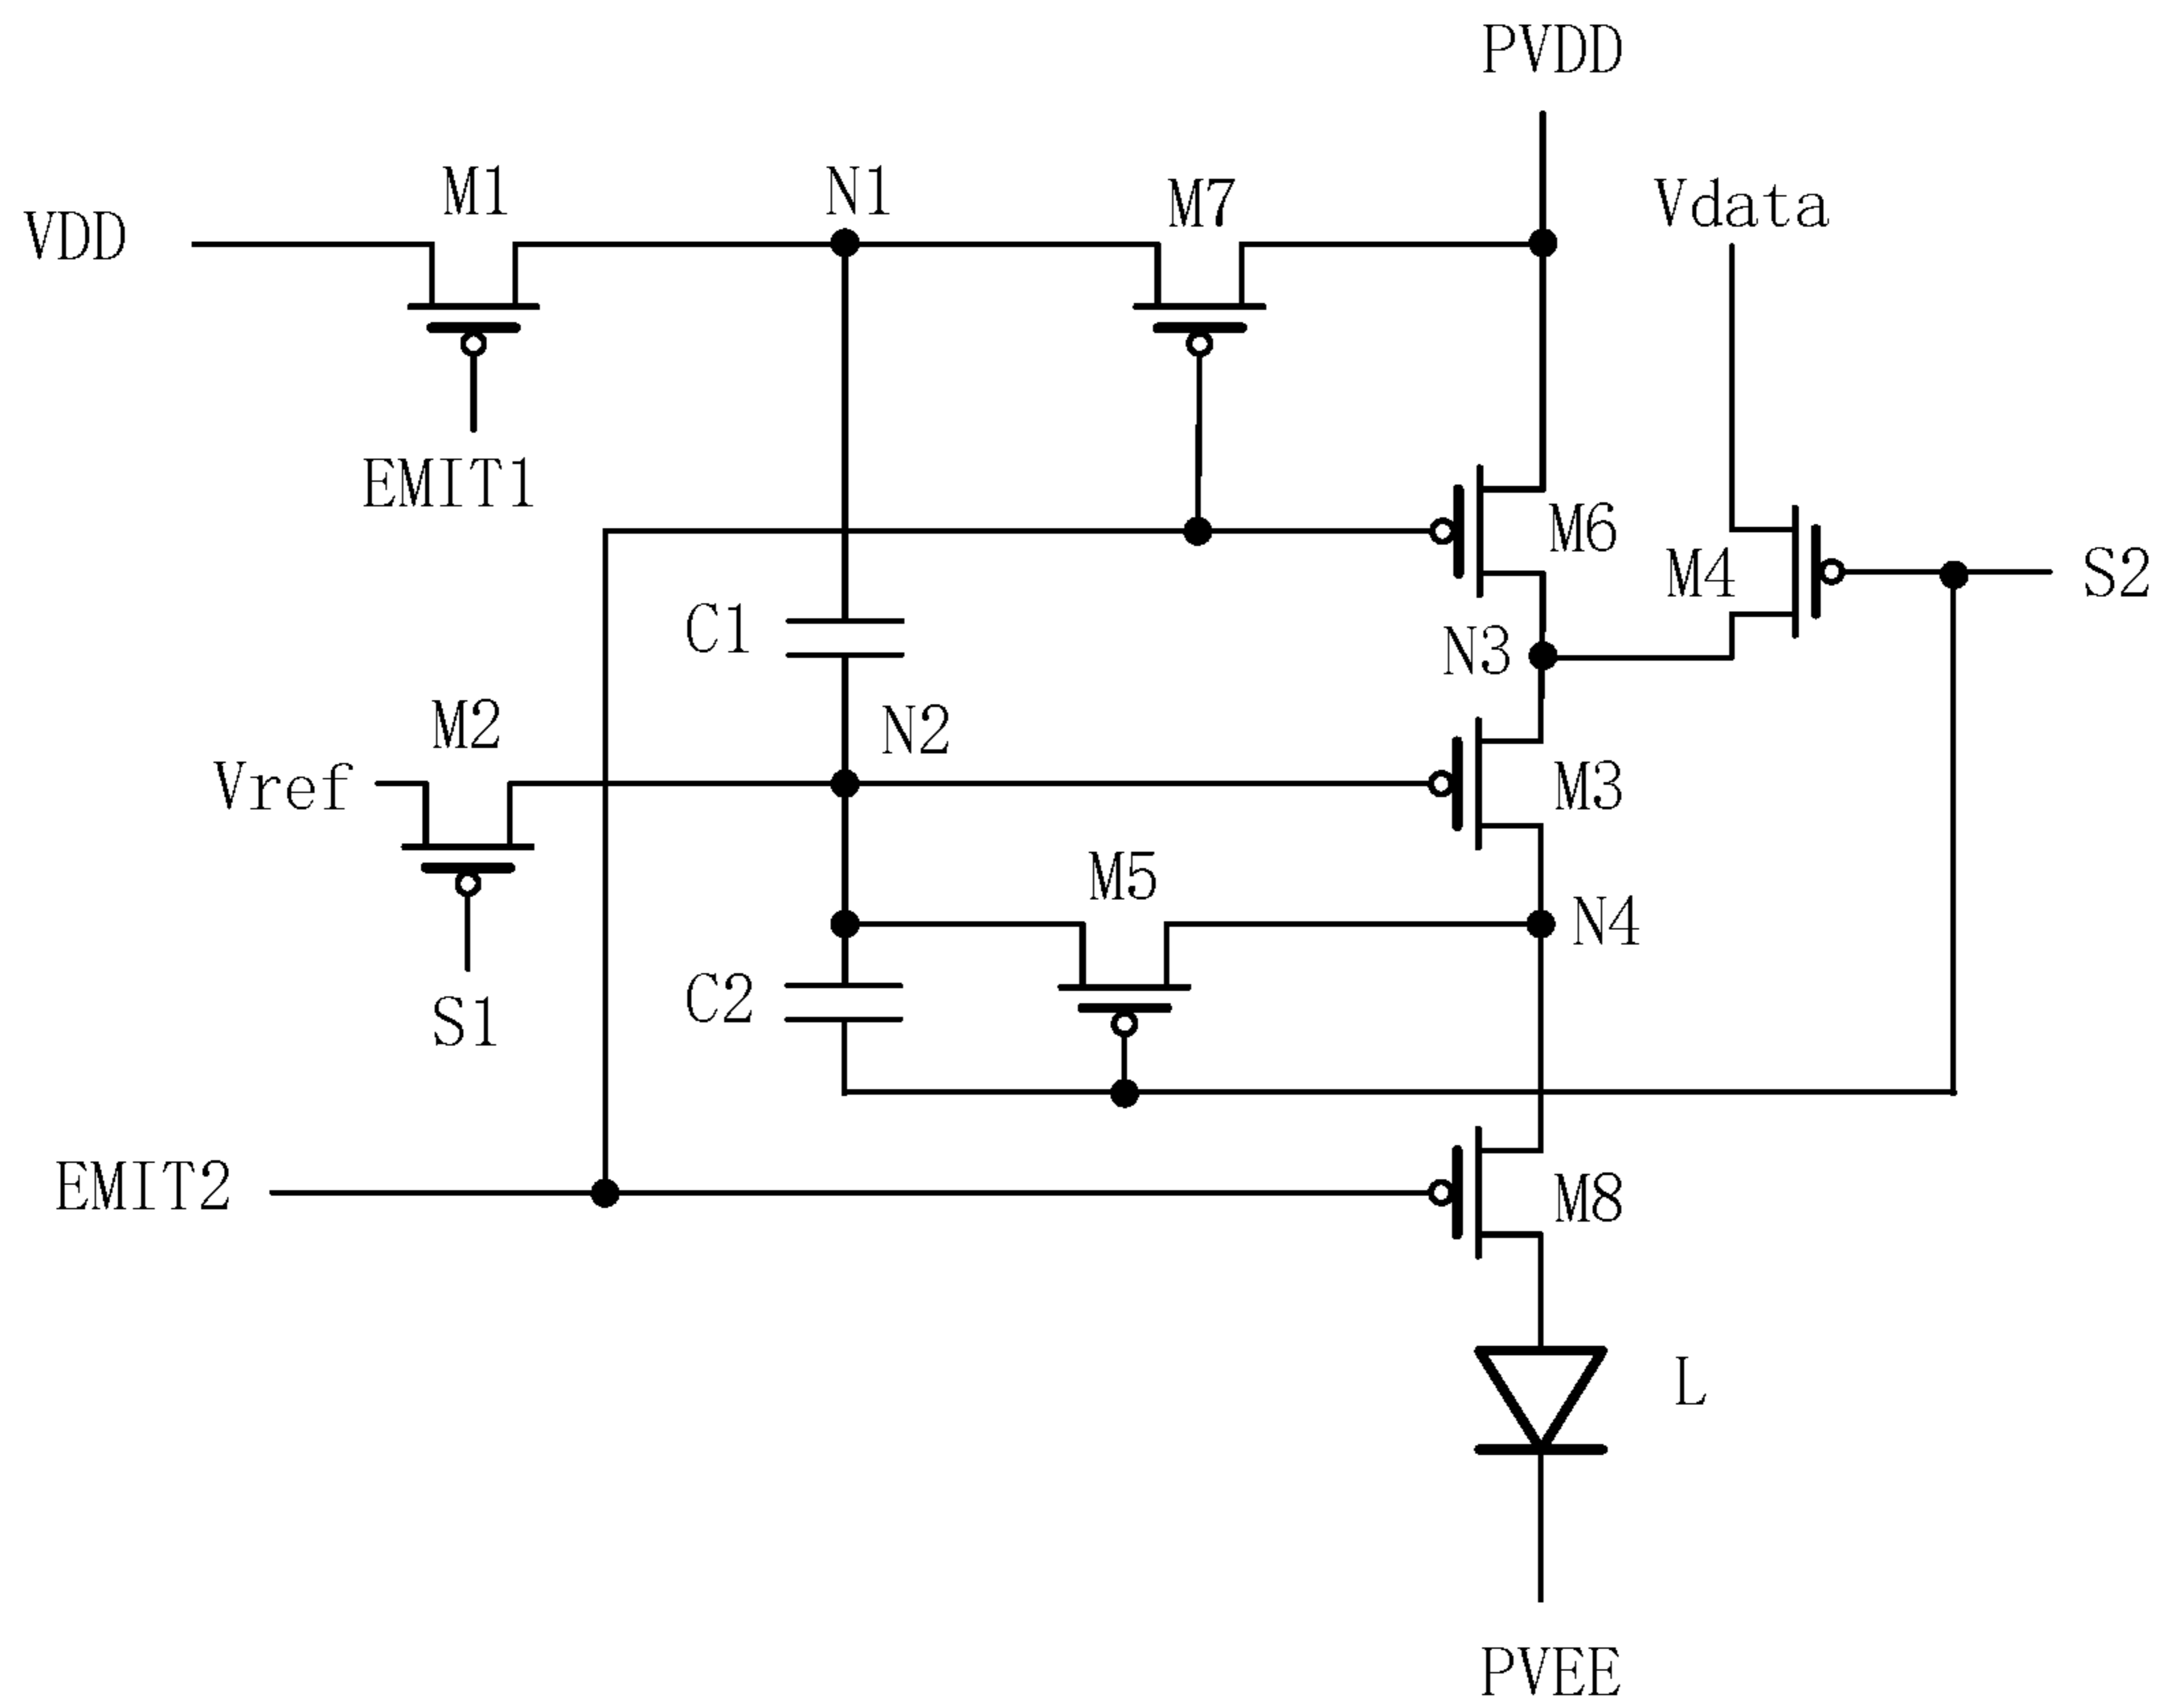 PVDD
M1
N1
M7
Vdata
VDD
EMIT1
M6
M4
S2
C1
N3
M2
N2
Vref
M3
M5
N4
C2
S1
EMIT2
M8
L
PVEE